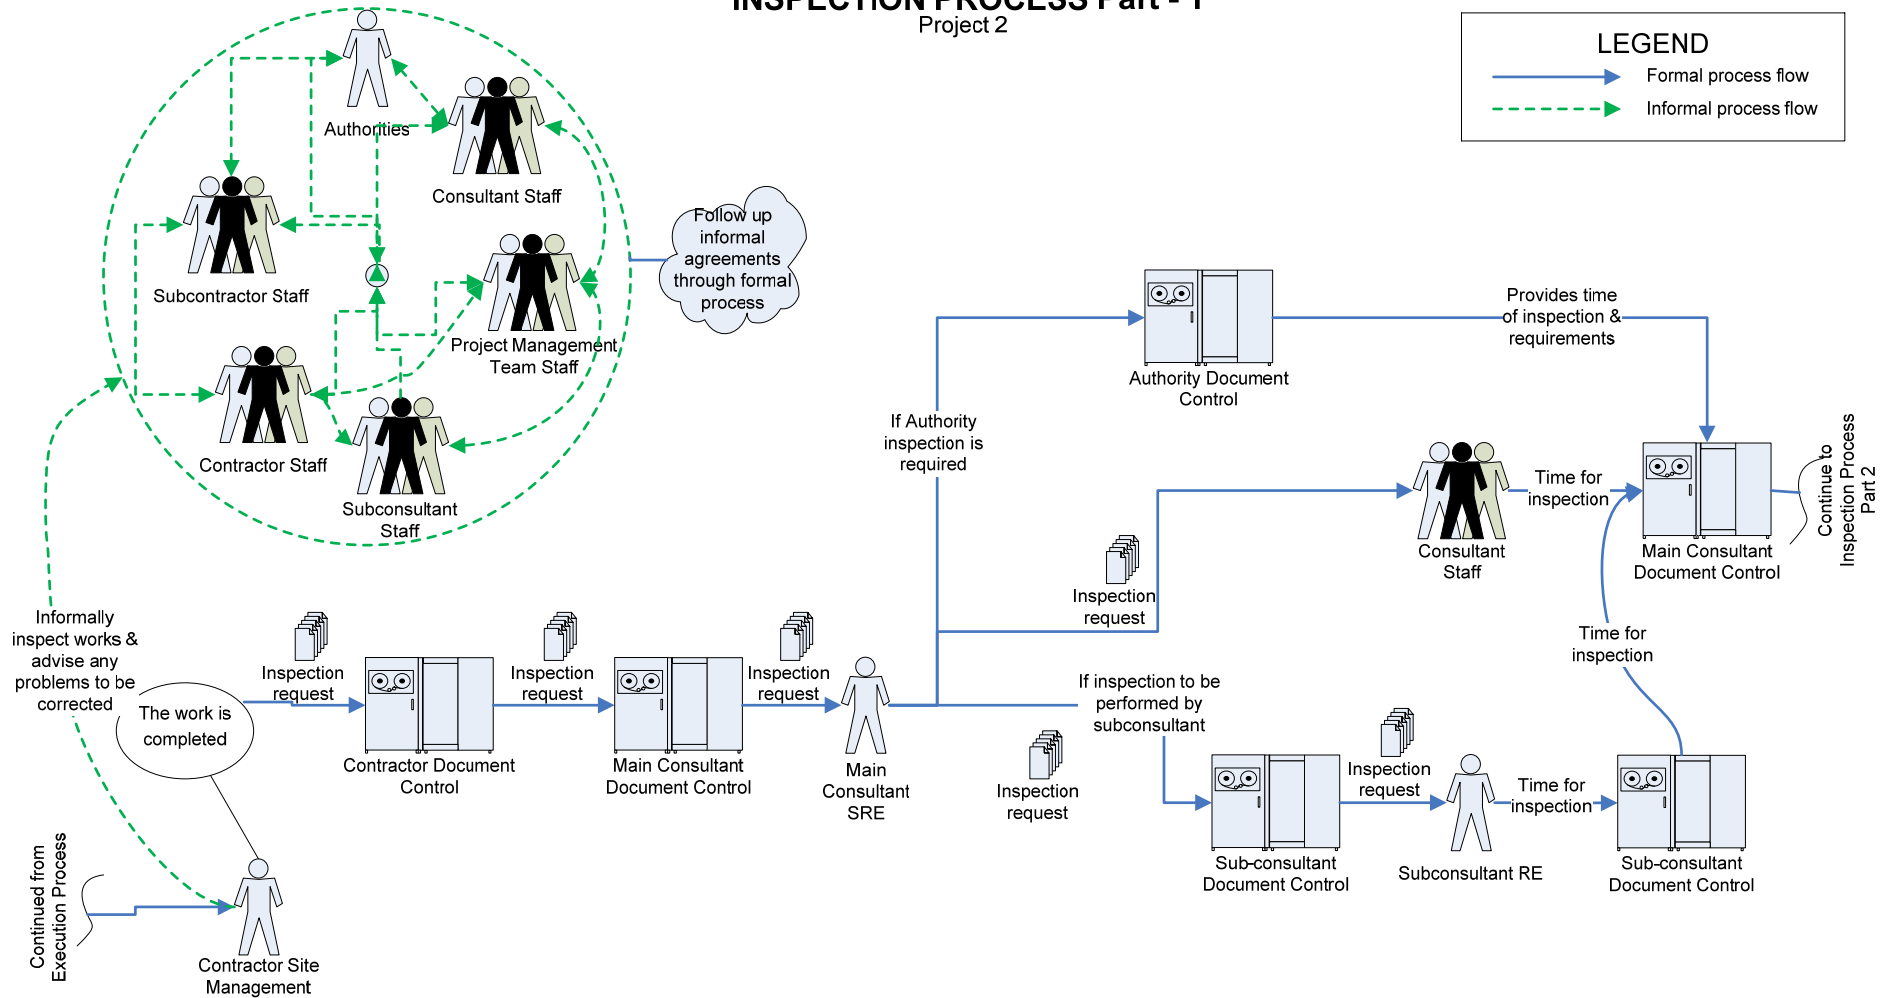 INSPECTION PROCESS Part - 1
Project 2
LEGEND
Formal process flow
Informal process flow
Authorities
Consultant Staff
Subcontractor Staff
Project Management
Team Staff
Contractor Staff
Subconsultant
Staff
Follow up
informal
agreements
through formal
process
Informally
inspect works &
advise any
problems to be
corrected
The work is
completed
Continued from
Execution Process
Contractor Site
Management
Inspection
request
Contractor Document
Control
Inspection
request
Main Consultant
Document Control
Inspection
request
Main
Consultant
SRE
If Authority
inspection is
required
Authority Document
Control
Provides time
of inspection &
requirements
Inspection
request
Consultant
Staff
Time for
inspection
Main Consultant
Document Control
Continue to
Inspection Process
Part 2
If inspection to be
performed by
subconsultant
Inspection
request
Sub-consultant
Document Control
Inspection
request
Subconsultant RE
Time for
inspection
Sub-consultant
Document Control
Time for
inspection